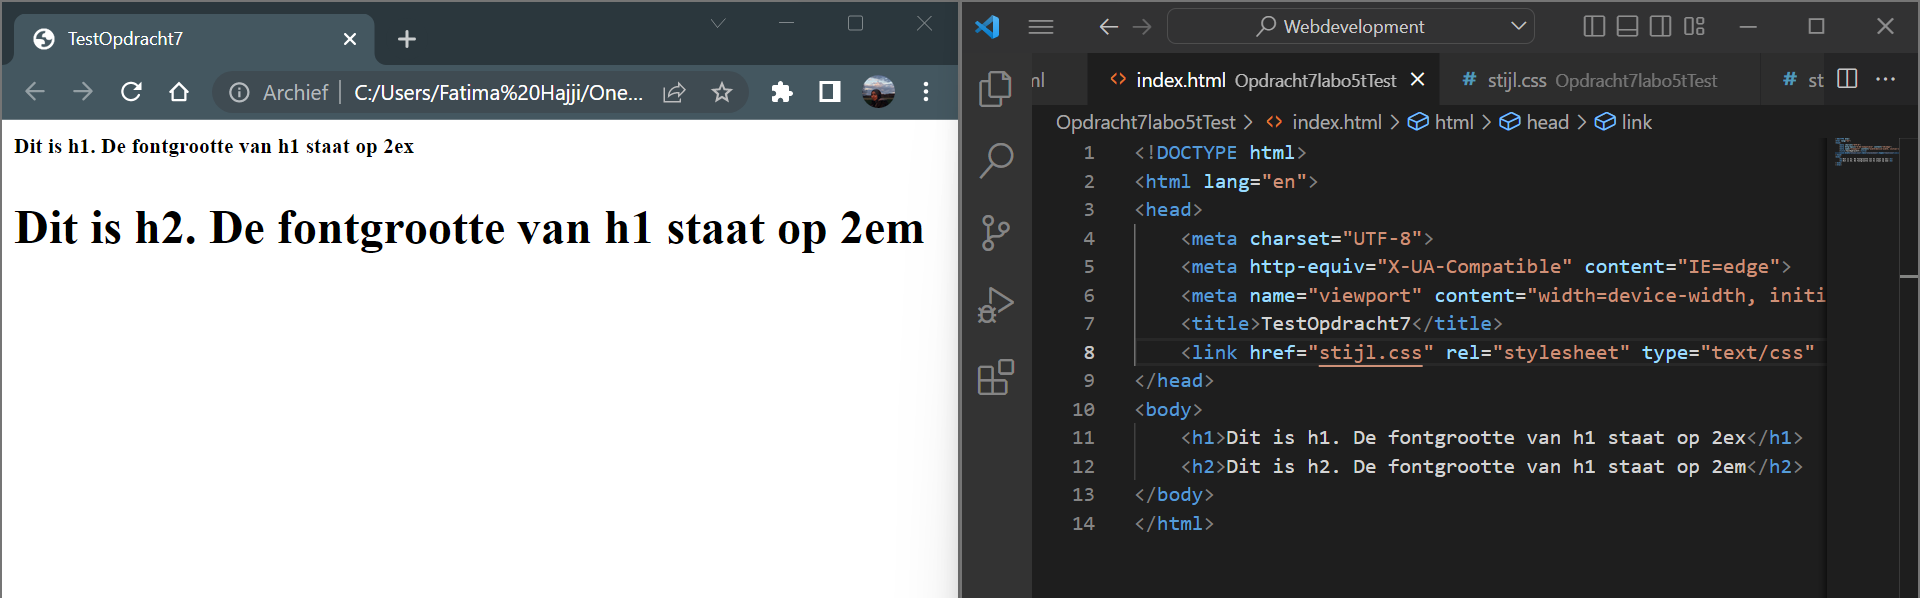 TestOpdracht7
Archief C:/Users/Fatima%20Hajji/One...
Dit is h1. De fontgrootte van h1 staat op 2ex
Dit is h2. De fontgrootte van h1 staat op 2em
Webdevelopment
ml index.html Opdracht7labo5tTest # stijl.css Opdracht7labo5tTest # st
Opdracht7labo5tTest > index.html > html > head > link
1 <!DOCTYPE html>
2 <html lang="en">
3 <head>
4 <meta charset="UTF-8">
5 <meta http-equiv="X-UA-Compatible" content="IE=edge">
6 <meta name="viewport" content="width=device-width, initi
7 <title>TestOpdracht7</title>
8 <link href="stijl.css" rel="stylesheet" type="text/css"
9 </head>
10 <body>
11 <h1>Dit is h1. De fontgrootte van h1 staat op 2ex</h1>
12 <h2>Dit is h2. De fontgrootte van h1 staat op 2em</h2>
13 </body>
14 </html>